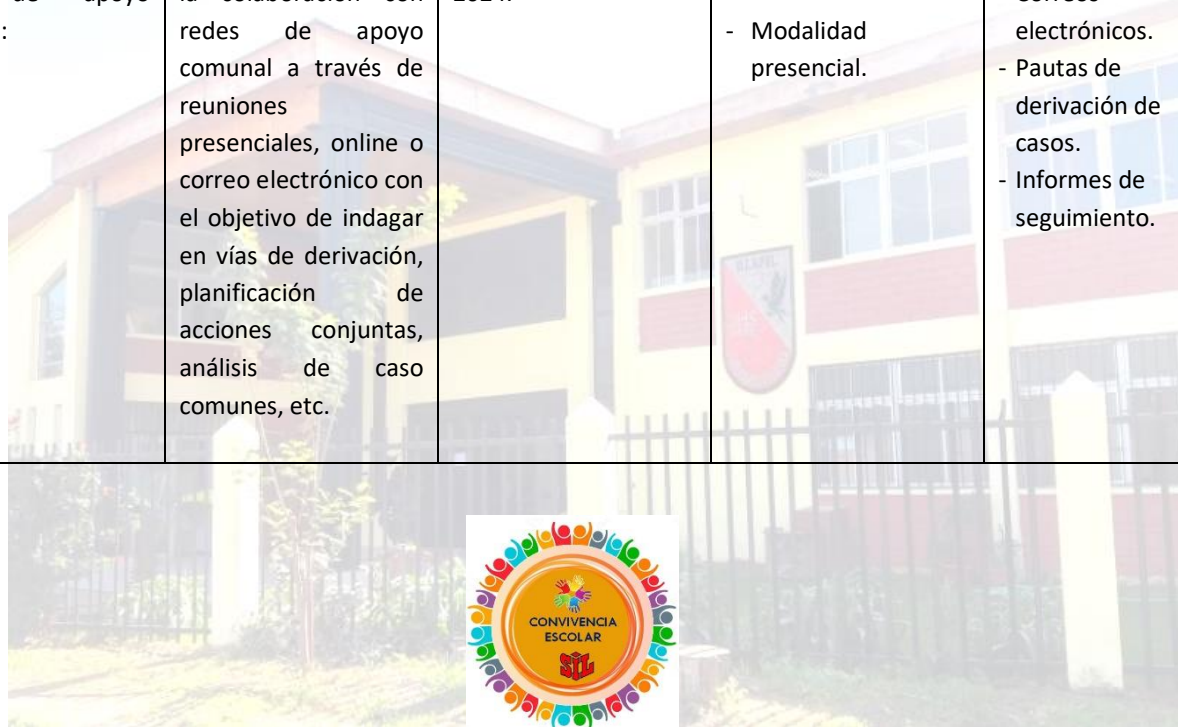 de apoyo
:
la colaboración con
redes de apoyo
comunal a través de
reuniones
presenciales, online o
correo electrónico con
el objetivo de indagar
en vías de derivación,
planificación de
acciones conjuntas,
análisis de caso
comunes, etc.
2024.
- Modalidad
presencial.
correos
electrónicos.
- Pautas de
derivación de
casos.
- Informes de
seguimiento.
CONVIVENCIA
ESCOLAR